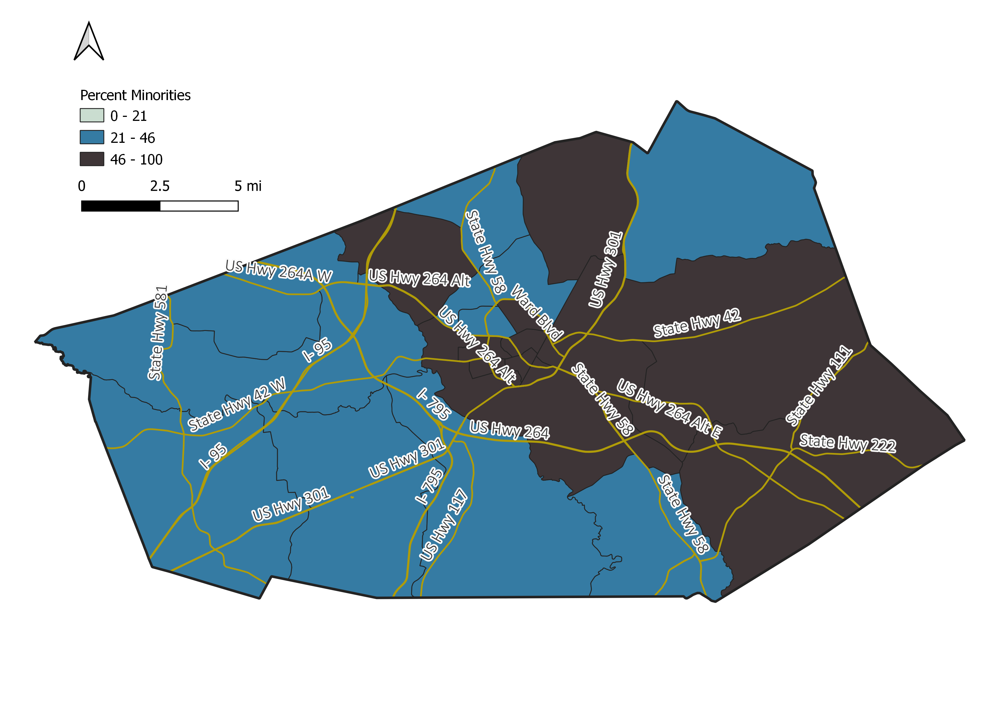 Percent Minorities
0 - 21
21 - 46
46 - 100
0 2.5 5 mi
State Hwy 58
US Hwy 301
US Hwy 264A W
US Hwy 264 Alt
State Hwy 581
Ward Blvd
US Hwy 264 Alt
State Hwy 42
I- 95
State Hwy 111
State Hwy 42 W
I- 795
State Hwy 58
US Hwy 264 Alt E
US Hwy 264
State Hwy 222
I- 95
US Hwy 301
US Hwy 301
I- 795
US Hwy 117
State Hwy 58